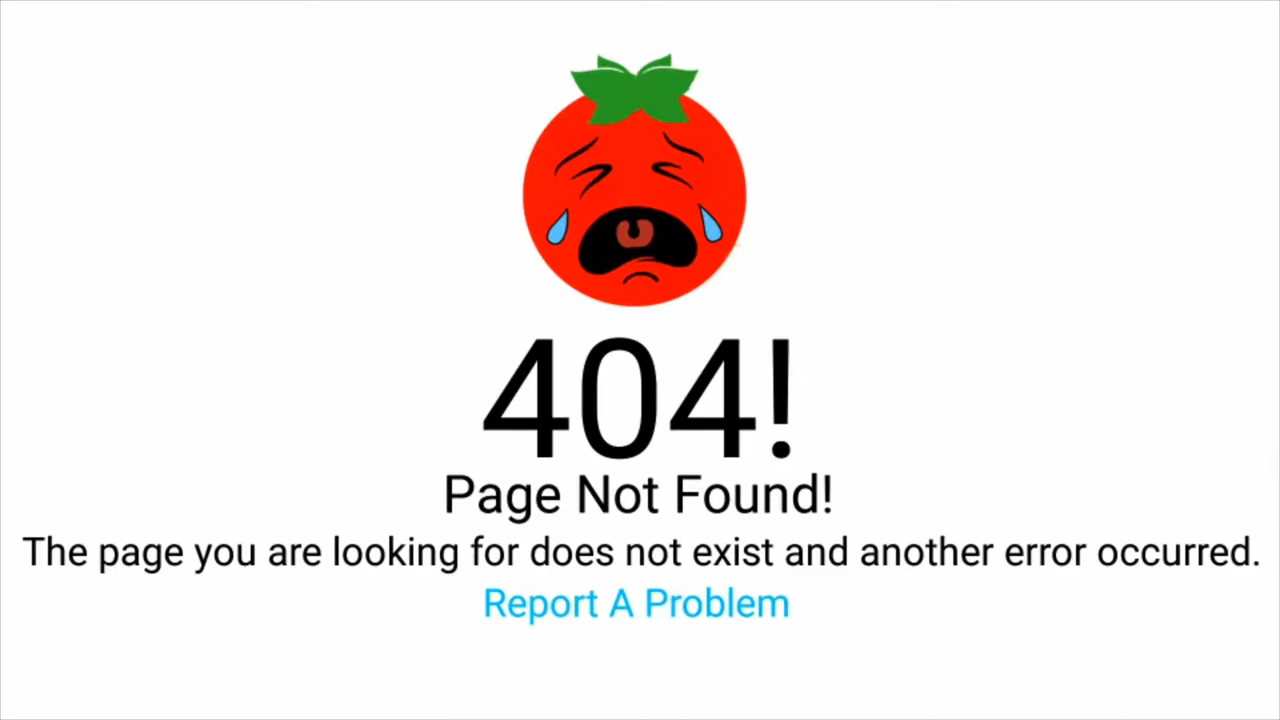 404!
Page Not Found!
The page you are looking for does not exist and another error occurred.
Report A Problem